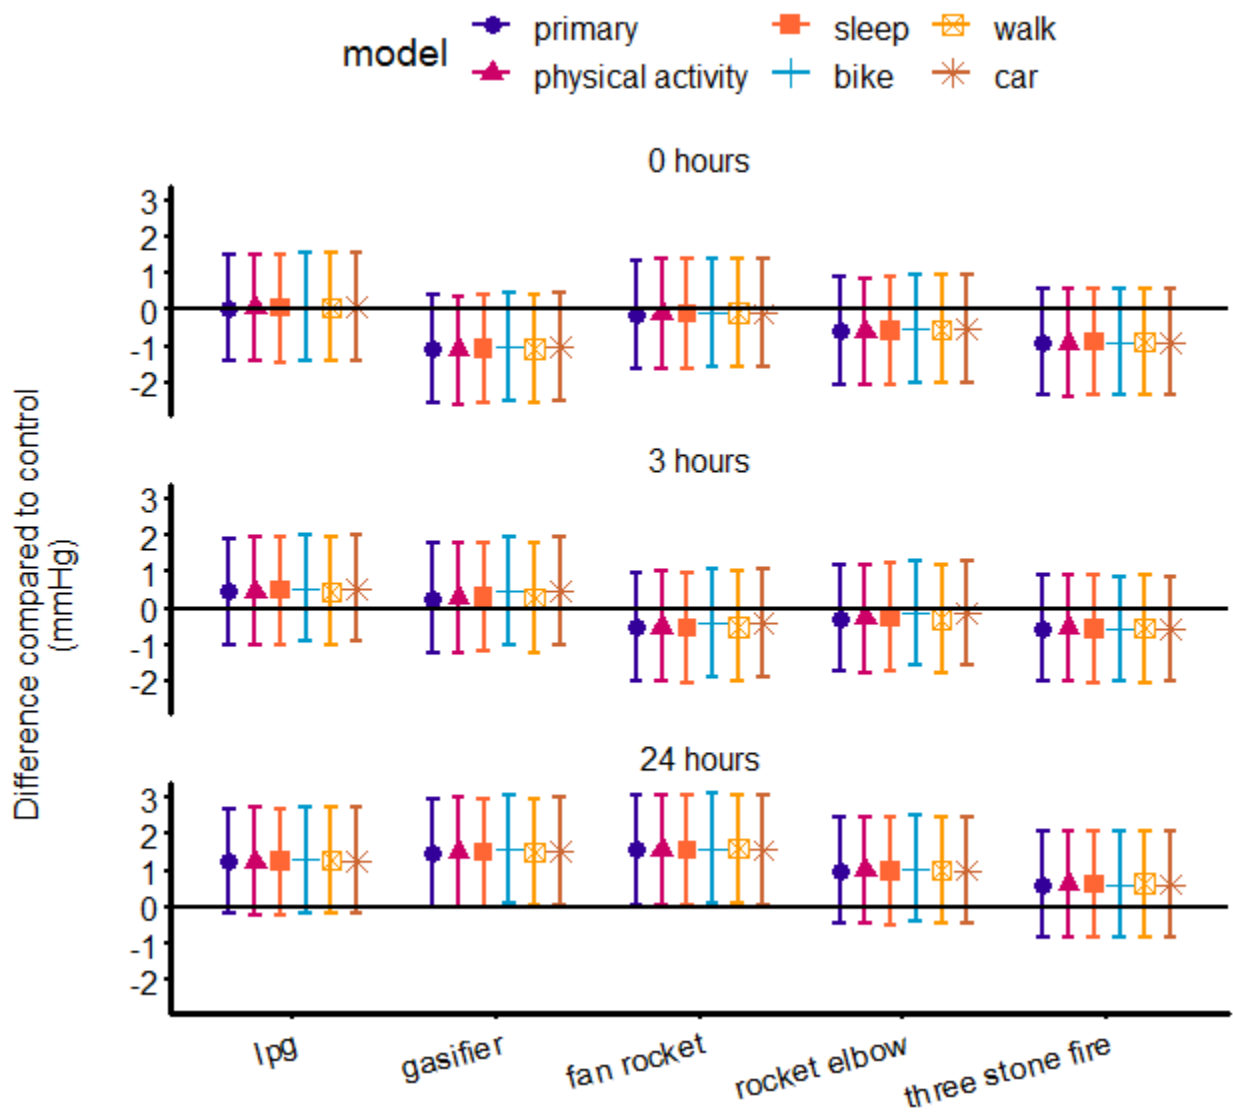 model
primary
sleep
walk
physical activity
bike
car
0 hours
3
2
1
0
-1
-2
3 hours
3
2
1
0
-1
-2
24 hours
3
2
1
0
-1
-2
Difference compared to control
(mmHg)
lpg
gasifier
fan rocket
rocket elbow
three stone fire